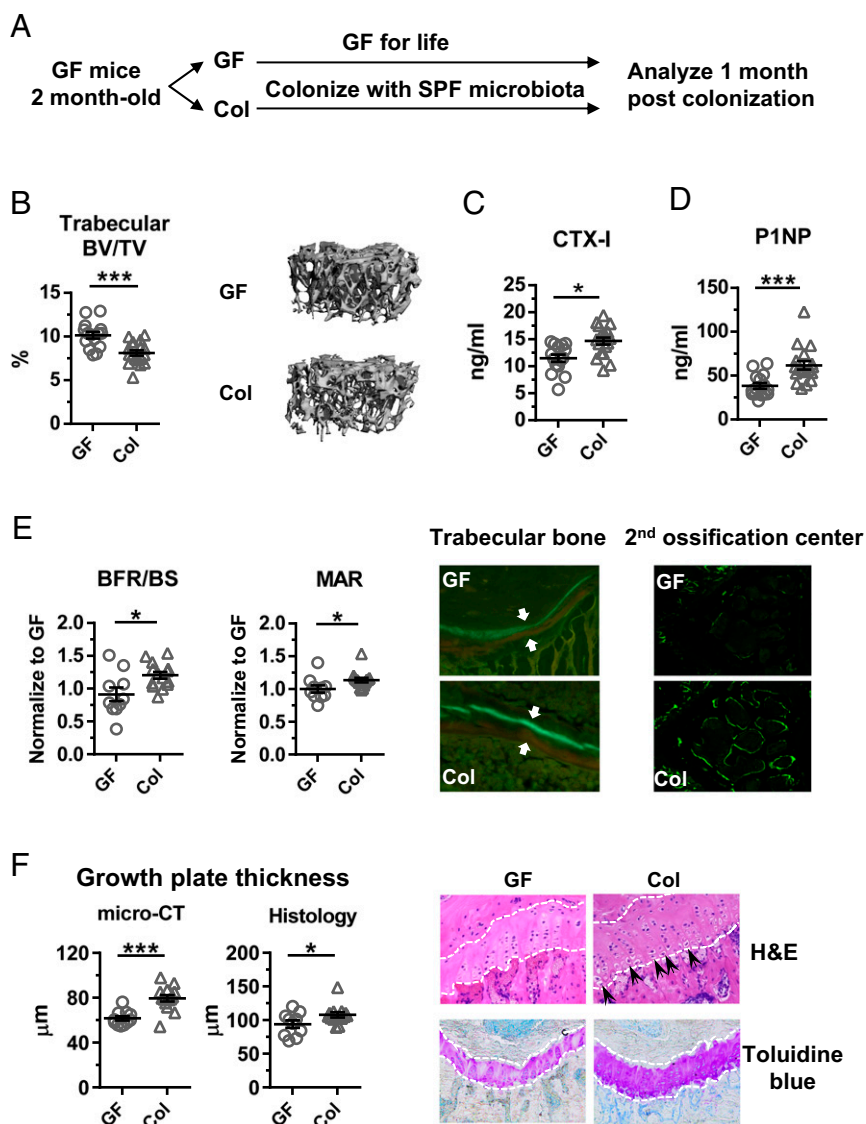 A
GF mice
2 month-old
GF
GF for life
Col
Colonize with SPF microbiota
Analyze 1 month
post colonization
B
Trabecular
BV/TV
***
%
15
10
5
0
GF
Col
GF
Col
C
CTX-I
*
ng/ml
25
20
15
10
5
0
GF
Col
D
P1NP
***
ng/ml
150
100
50
0
GF
Col
E
BFR/BS
*
Normalize to GF
2.0
1.5
1.0
0.5
0.0
GF
Col
MAR
*
Normalize to GF
2.0
1.5
1.0
0.5
0.0
GF
Col
Trabecular bone
GF
Col
2nd ossification center
GF
Col
F
Growth plate thickness
micro-CT
***
μm
120
80
40
0
GF
Col
Histology
*
μm
200
150
100
50
0
GF
Col
GF
Col
H&E
Toluidine
blue